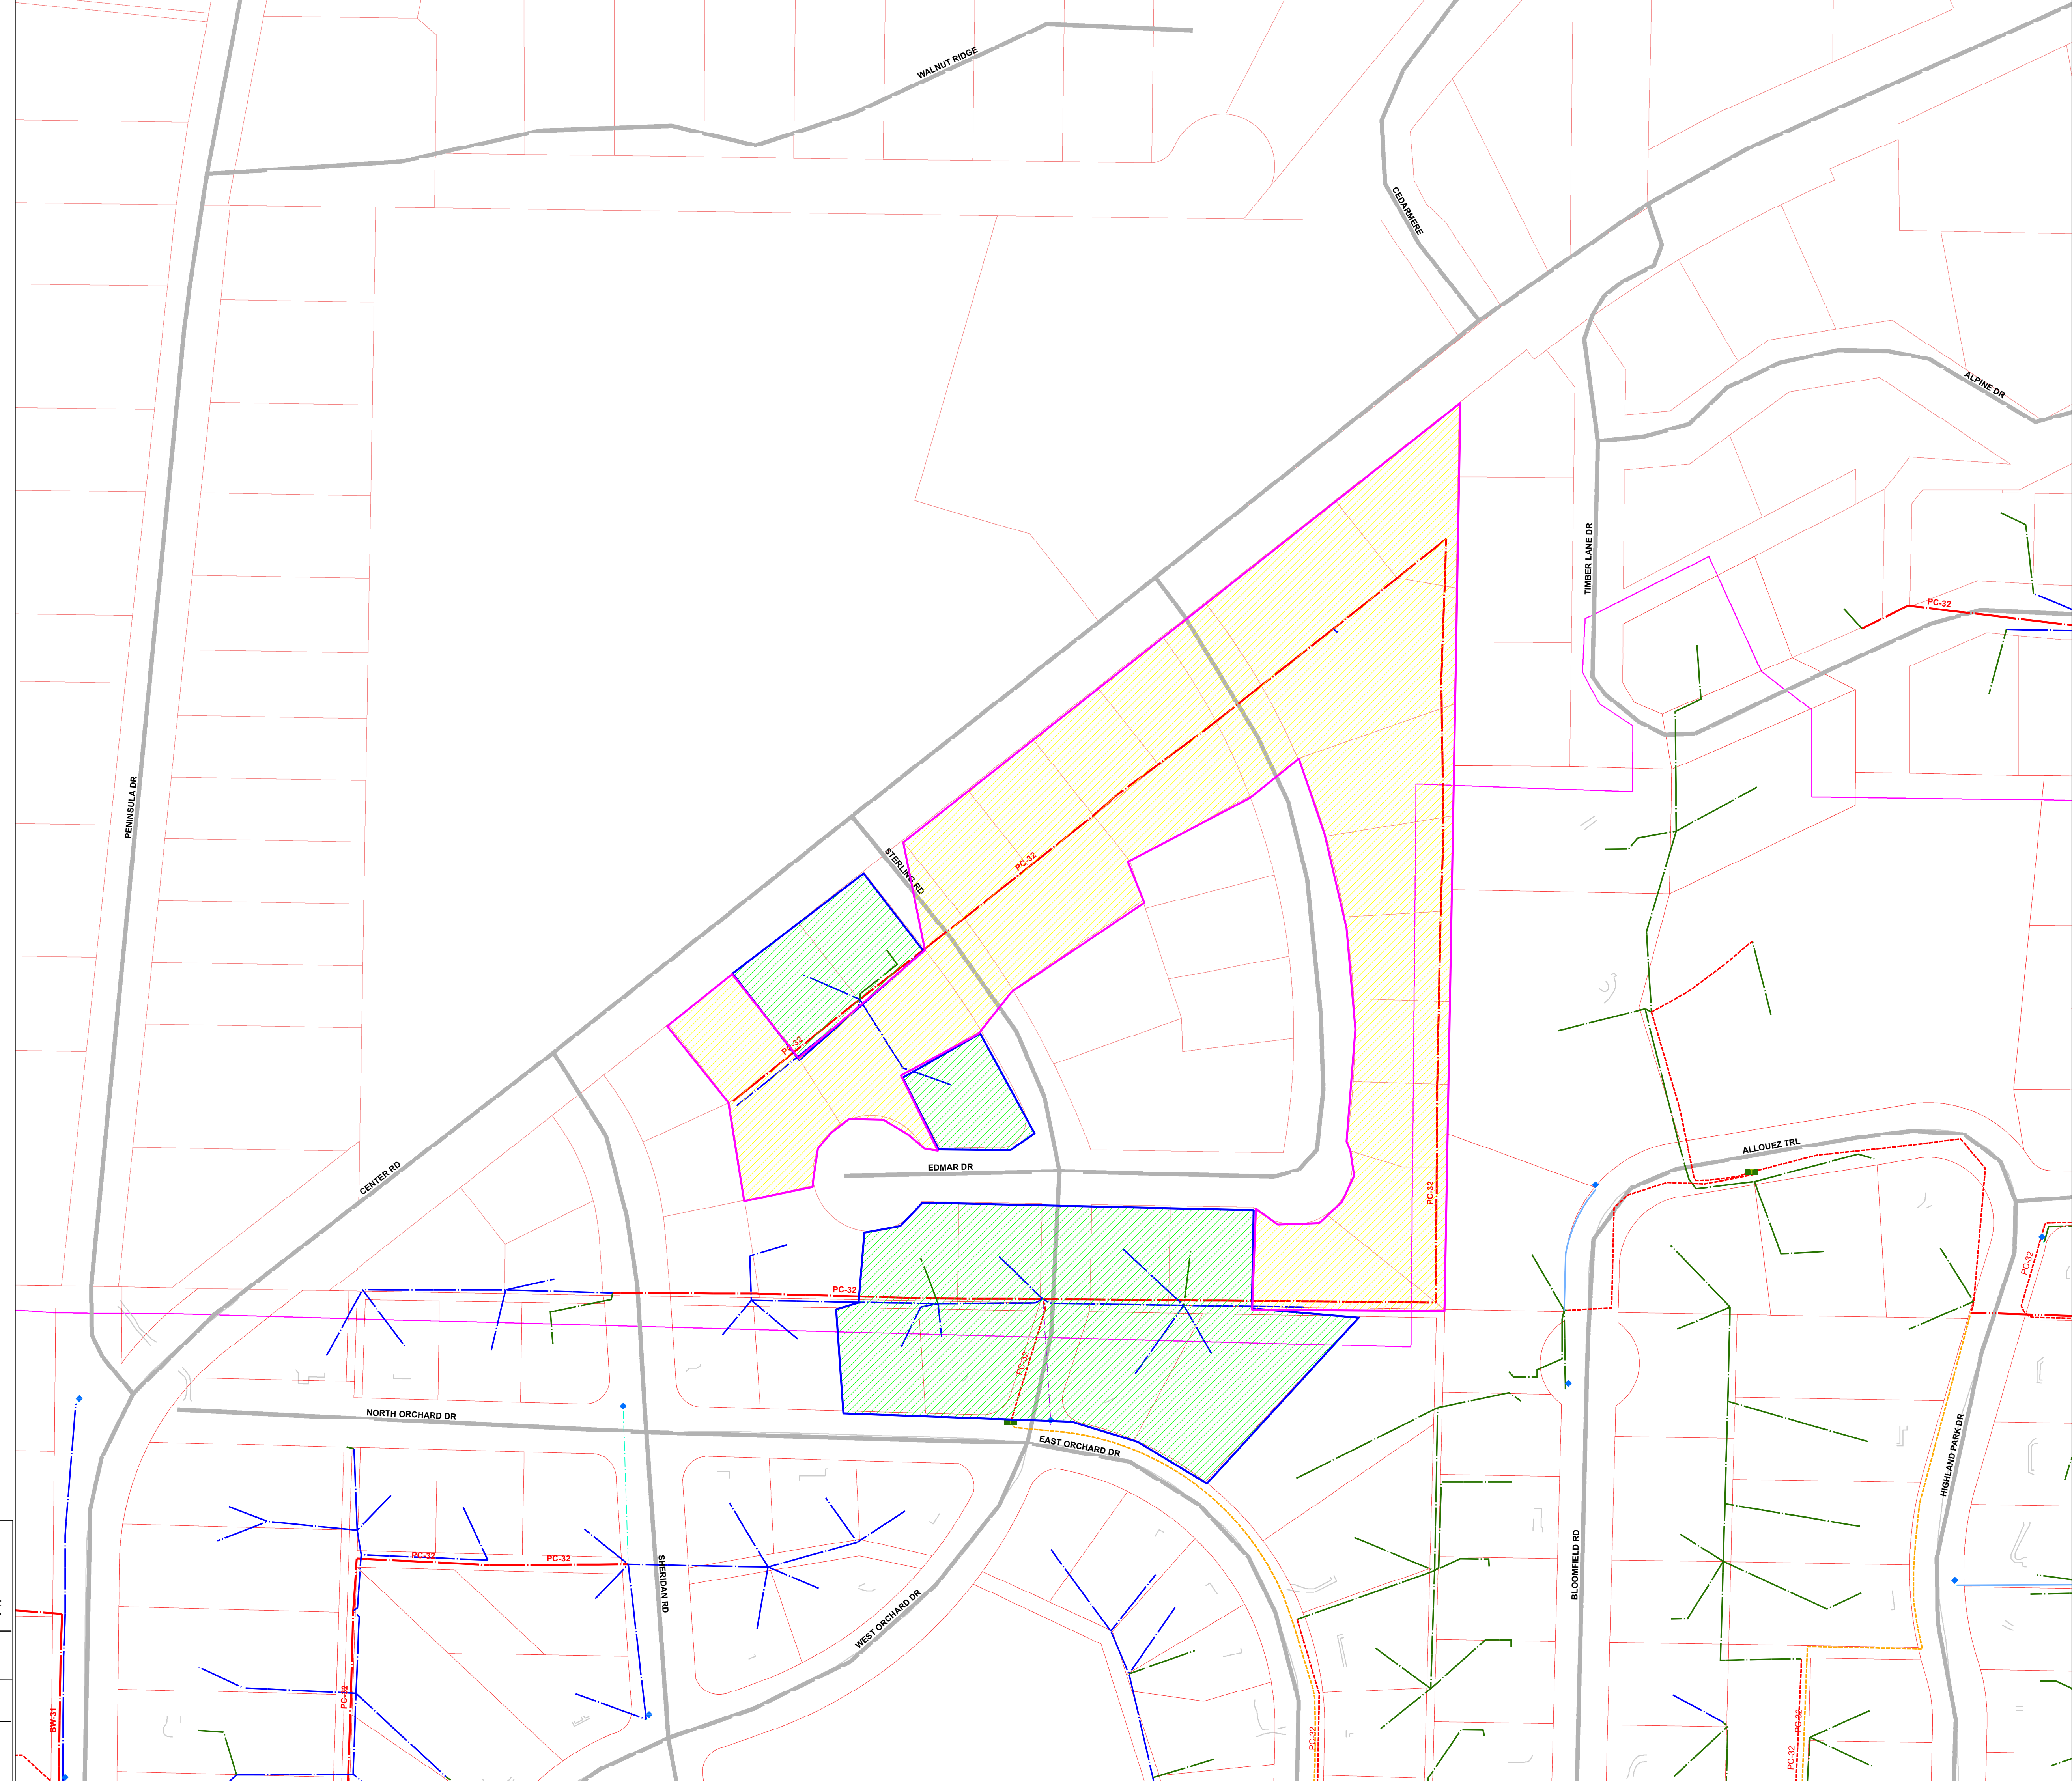 WALNUT RIDGE
CEDARMERE
ALPINE DR
TIMBER LANE DR
PC-32
PENINSULA DR
STERLING RD
PC-32
PC-32
CENTER RD
EDMAR DR
ALLOUEZ TRL
PC-32
PC-32
PC-32
PC-32
NORTH ORCHARD DR
EAST ORCHARD DR
HIGHLAND PARK DR
PC-32
PC-32
SHERIDAN RD
BLOOMFIELD RD
WEST ORCHARD DR
PC-32
BW-31
PC-32
PC-32
PC-32